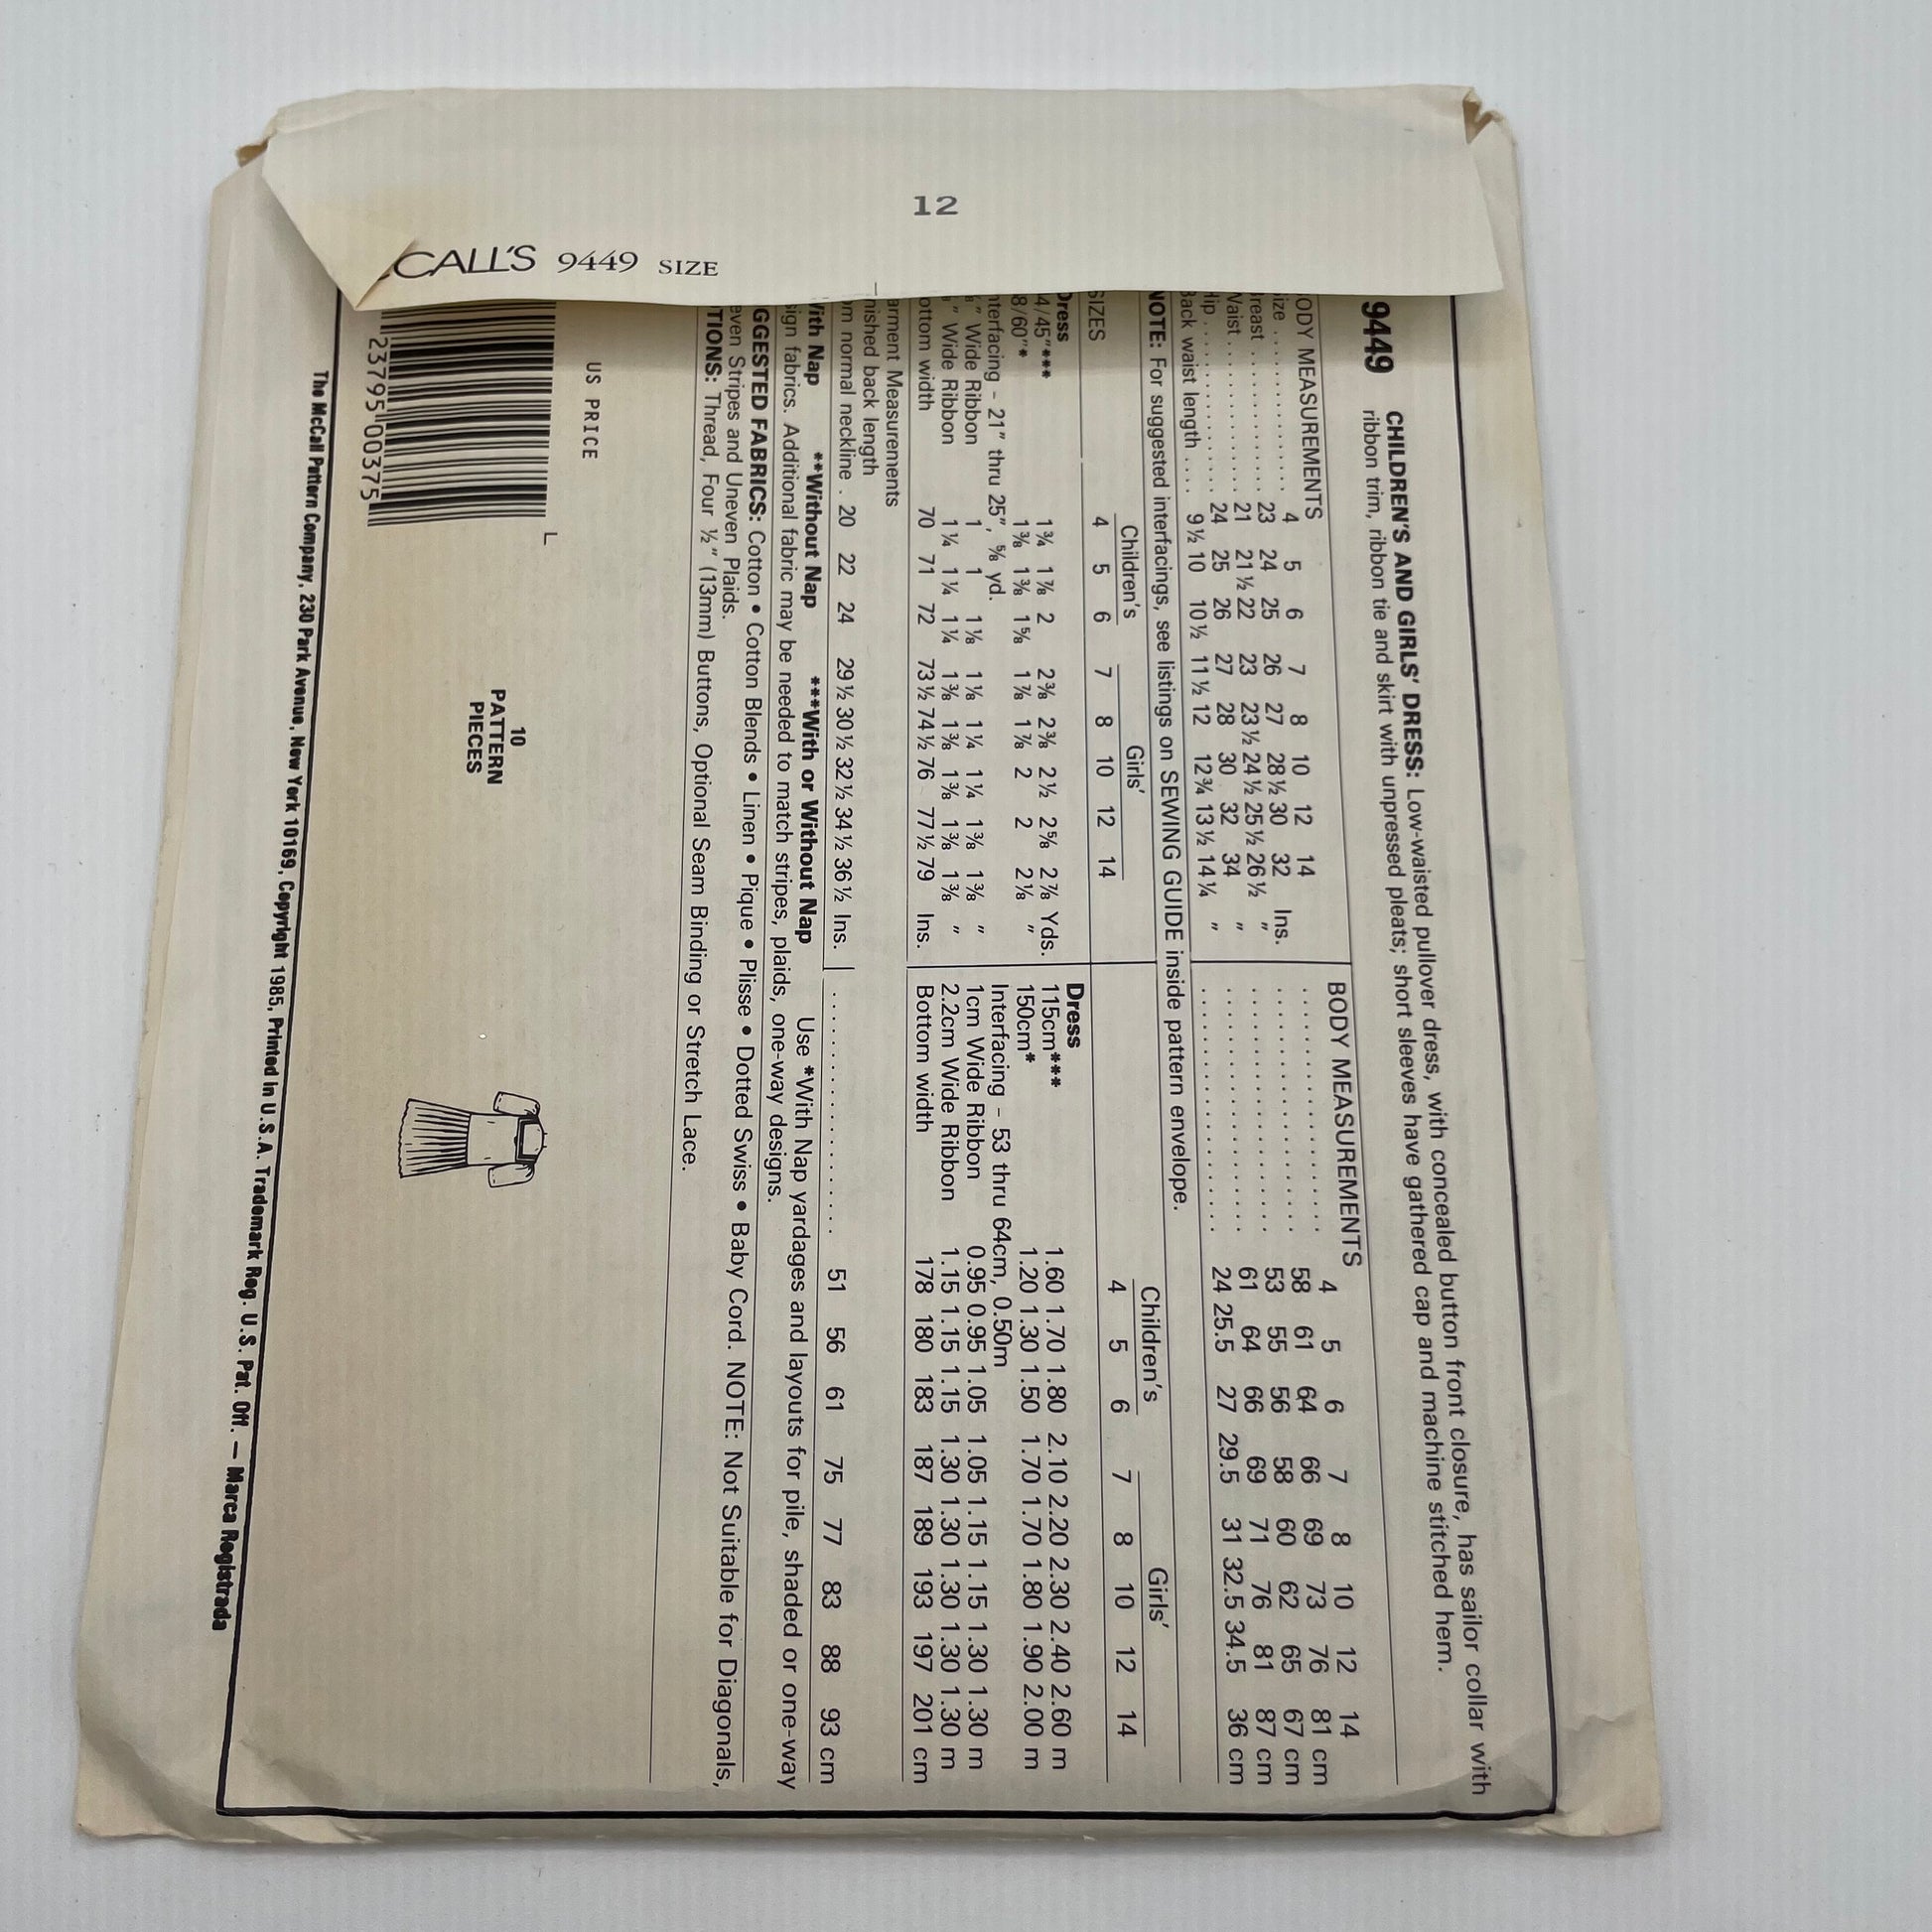 12
CALL'S 9449 SIZE
9449 CHILDREN'S AND GIRLS' DRESS: Low-waisted pullover dress, with concealed button front closure, has sailor collar with
ribbon trim, ribbon tie and skirt with unpressed pleats; short sleeves have gathered cap and machine stitched hem.
ODY MEASUREMENTS
ize . . . . . . . . . . . . . 4 5 6 7 8 10 12 14
reast . . . . . . . . . . . . 23 24 25 26 27 28½ 30 32 Ins.
Waist . . . . . . . . . . . . 21 21½ 22 23 23½ 24½ 25½ 26½ "
Hip . . . . . . . . . . . . . 24 25 26 27 28 30 32 34 "
Back waist length . . . . 9½ 10 10½ 11½ 12 12¾ 13½ 14¼ "
BODY MEASUREMENTS
4 5 6 7 8 10 12 14
. . . . . . . . . . . . . 58 61 64 66 69 73 76 81 cm
. . . . . . . . . . . . . 53 55 56 58 60 62 65 67 cm
. . . . . . . . . . . . . 61 64 66 69 71 76 81 87 cm
. . . . . . . . . . . . . 24 25.5 27 29.5 31 32.5 34.5 36 cm
NOTE: For suggested interfacings, see listings on SEWING GUIDE inside pattern envelope.
Children's Girls'
SIZES 4 5 6 7 8 10 12 14
Dress
4/45"*** 1¾ 1⅞ 2 2⅜ 2⅜ 2½ 2⅝ 2⅞ Yds.
8/60"* 1⅜ 1⅜ 1⅝ 1⅞ 1⅞ 2 2 2⅛ "
nterfacing - 21" thru 25", ⅝ yd.
" Wide Ribbon 1 1 1⅛ 1⅛ 1¼ 1¼ 1⅜ 1⅜ "
" Wide Ribbon 1¼ 1¼ 1¼ 1⅜ 1⅜ 1⅜ 1⅜ 1⅜ "
ottom width 70 71 72 73½ 74½ 76 77½ 79 Ins.
Children's Girls'
4 5 6 7 8 10 12 14
Dress
115cm*** 1.60 1.70 1.80 2.10 2.20 2.30 2.40 2.60 m
150cm* 1.20 1.30 1.50 1.70 1.70 1.80 1.90 2.00 m
Interfacing - 53 thru 64cm, 0.50m
1cm Wide Ribbon 0.95 0.95 1.05 1.05 1.15 1.15 1.30 1.30 m
2.2cm Wide Ribbon 1.15 1.15 1.15 1.30 1.30 1.30 1.30 1.30 m
Bottom width 178 180 183 187 189 193 197 201 cm
arment Measurements
nished back length
om normal neckline . 20 22 24 29½ 30½ 32½ 34½ 36½ Ins.
. . . . . . . . . . . . . 51 56 61 75 77 83 88 93 cm
With Nap **Without Nap ***With or Without Nap Use *With Nap yardages and layouts for pile, shaded or one-way
ign fabrics. Additional fabric may be needed to match stripes, plaids, one-way designs.
GGESTED FABRICS: Cotton • Cotton Blends • Linen • Pique • Plisse • Dotted Swiss • Baby Cord. NOTE: Not Suitable for Diagonals,
even Stripes and Uneven Plaids.
TIONS: Thread, Four ½" (13mm) Buttons, Optional Seam Binding or Stretch Lace.
US PRICE
L
23795 00375
10
PATTERN
PIECES
The McCall Pattern Company, 230 Park Avenue, New York 10169, Copyright 1985, Printed in U.S.A. Trademark Reg. U.S. Pat. Off. — Marca Registrada